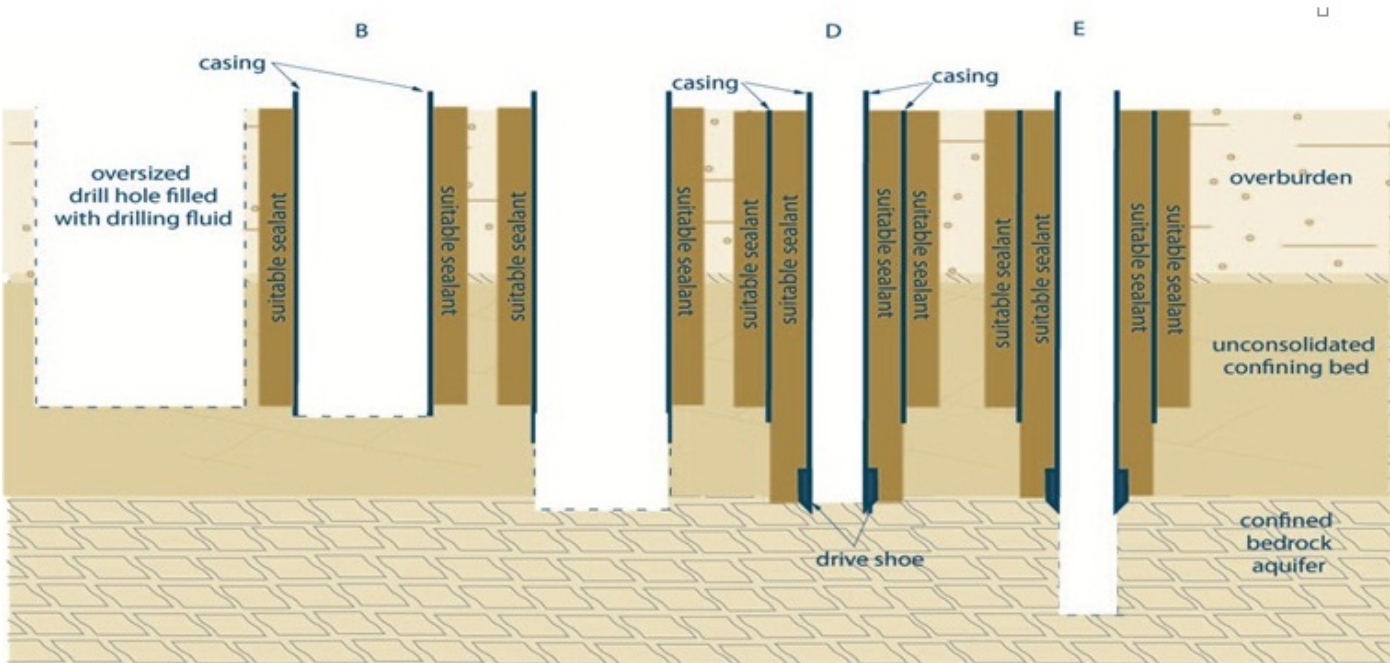 B
D
E
casing
casing
casing
oversized
drill hole filled
with drilling fluid
suitable sealant
suitable sealant
suitable sealant
suitable sealant
suitable sealant
suitable sealant
suitable sealant
suitable sealant
suitable sealant
suitable sealant
suitable sealant
suitable sealant
overburden
unconsolidated
confining bed
drive shoe
confined
bedrock
aquifer